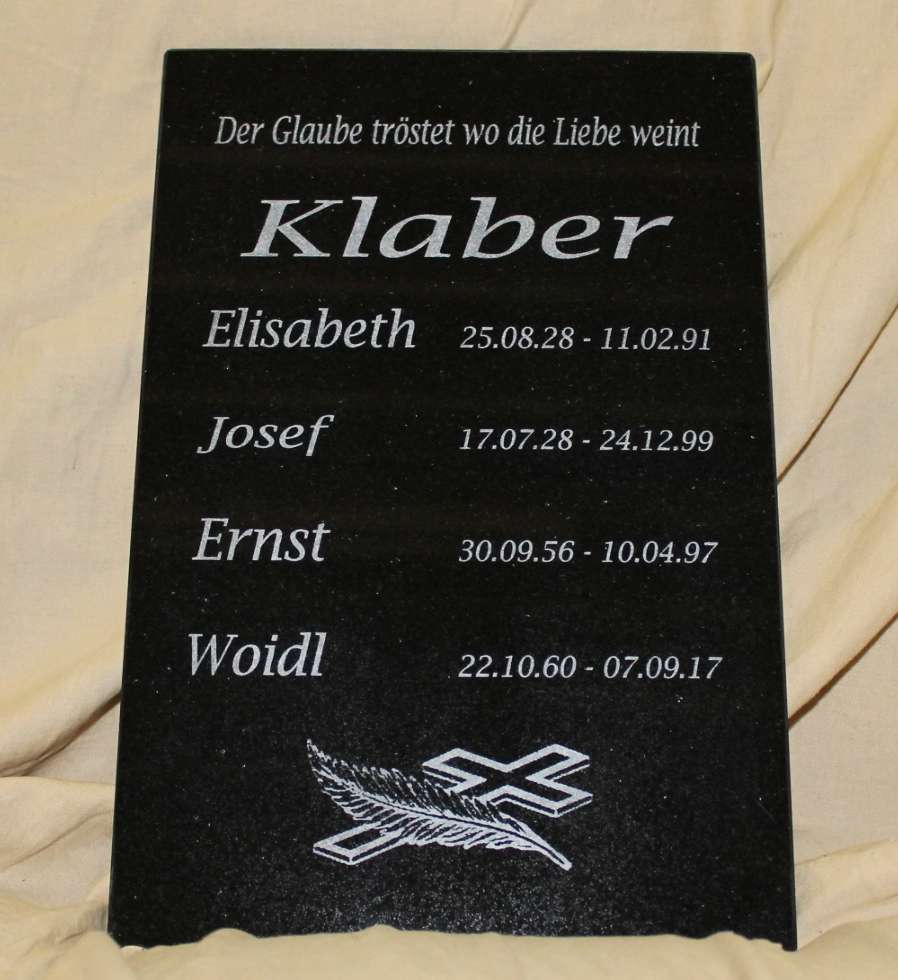 Der Glaube tröstet wo die Liebe weint
Klaber
Elisabeth 25.08.28 - 11.02.91
Josef 17.07.28 - 24.12.99
Ernst 30.09.56 - 10.04.97
Woidl 22.10.60 - 07.09.17